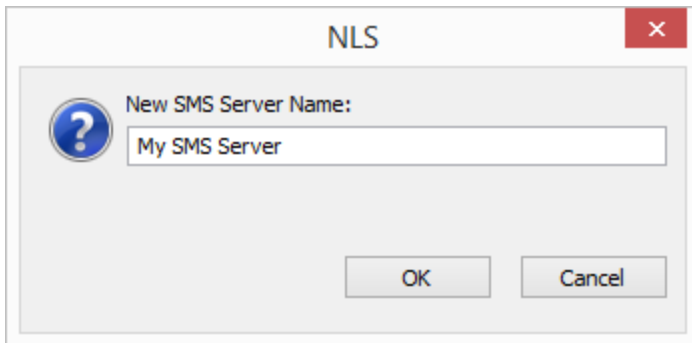 NLS
New SMS Server Name:
My SMS Server
OK
Cancel